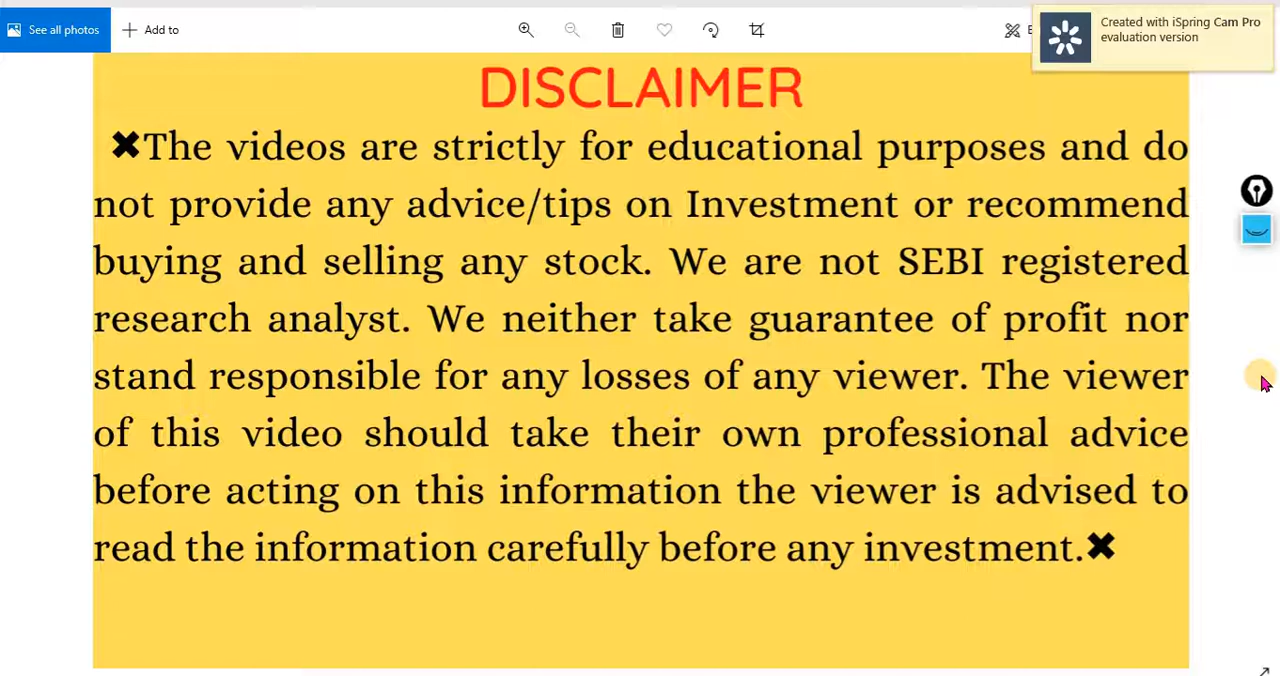 See all photos
Add to
Created with iSpring Cam Pro
evaluation version
DISCLAIMER
✖The videos are strictly for educational purposes and do
not provide any advice/tips on Investment or recommend
buying and selling any stock. We are not SEBI registered
research analyst. We neither take guarantee of profit nor
stand responsible for any losses of any viewer. The viewer
of this video should take their own professional advice
before acting on this information the viewer is advised to
read the information carefully before any investment.✖